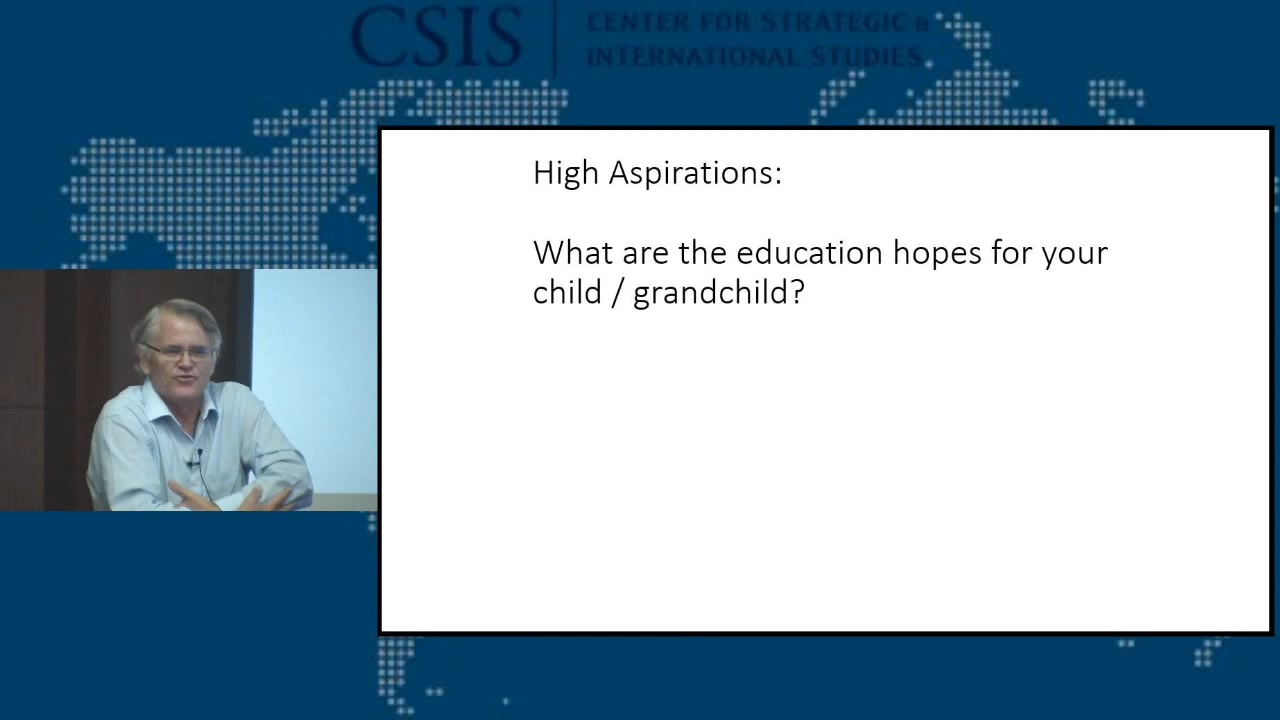 CSIS
CENTER FOR STRATEGIC &
INTERNATIONAL STUDIES
High Aspirations:
What are the education hopes for your
child / grandchild?